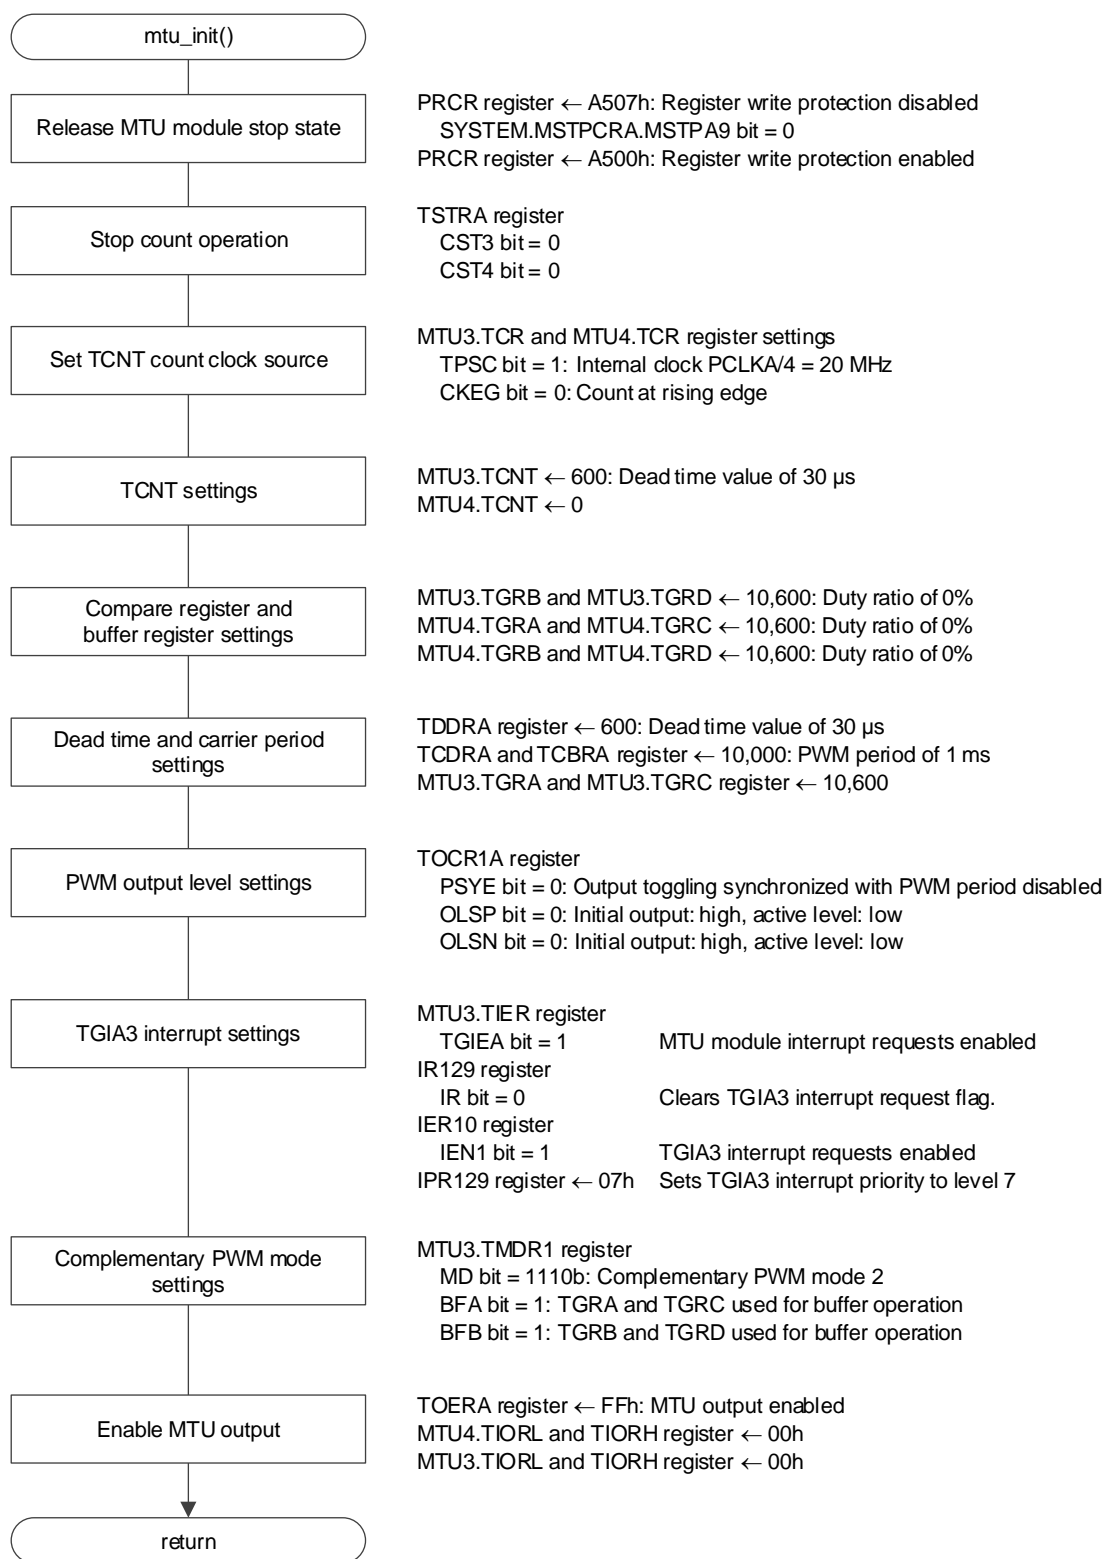 mtu_init()
Release MTU module stop state
PRCR register ← A507h: Register write protection disabled
SYSTEM.MSTPCRA.MSTPA9 bit = 0
PRCR register ← A500h: Register write protection enabled
Stop count operation
TSTRA register
CST3 bit = 0
CST4 bit = 0
Set TCNT count clock source
MTU3.TCR and MTU4.TCR register settings
TPSC bit = 1: Internal clock PCLKA/4 = 20 MHz
CKEG bit = 0: Count at rising edge
TCNT settings
MTU3.TCNT ← 600: Dead time value of 30 µs
MTU4.TCNT ← 0
Compare register and
buffer register settings
MTU3.TGRB and MTU3.TGRD ← 10,600: Duty ratio of 0%
MTU4.TGRA and MTU4.TGRC ← 10,600: Duty ratio of 0%
MTU4.TGRB and MTU4.TGRD ← 10,600: Duty ratio of 0%
Dead time and carrier period
settings
TDDRA register ← 600: Dead time value of 30 µs
TCDRA and TCBRA register ← 10,000: PWM period of 1 ms
MTU3.TGRA and MTU3.TGRC register ← 10,600
PWM output level settings
TOCR1A register
PSYE bit = 0: Output toggling synchronized with PWM period disabled
OLSP bit = 0: Initial output: high, active level: low
OLSN bit = 0: Initial output: high, active level: low
TGIA3 interrupt settings
MTU3.TIER register
TGIEA bit = 1 MTU module interrupt requests enabled
IR129 register
IR bit = 0 Clears TGIA3 interrupt request flag.
IER10 register
IEN1 bit = 1 TGIA3 interrupt requests enabled
IPR129 register ← 07h Sets TGIA3 interrupt priority to level 7
Complementary PWM mode
settings
MTU3.TMDR1 register
MD bit = 1110b: Complementary PWM mode 2
BFA bit = 1: TGRA and TGRC used for buffer operation
BFB bit = 1: TGRB and TGRD used for buffer operation
Enable MTU output
TOERA register ← FFh: MTU output enabled
MTU4.TIORL and TIORH register ← 00h
MTU3.TIORL and TIORH register ← 00h
return